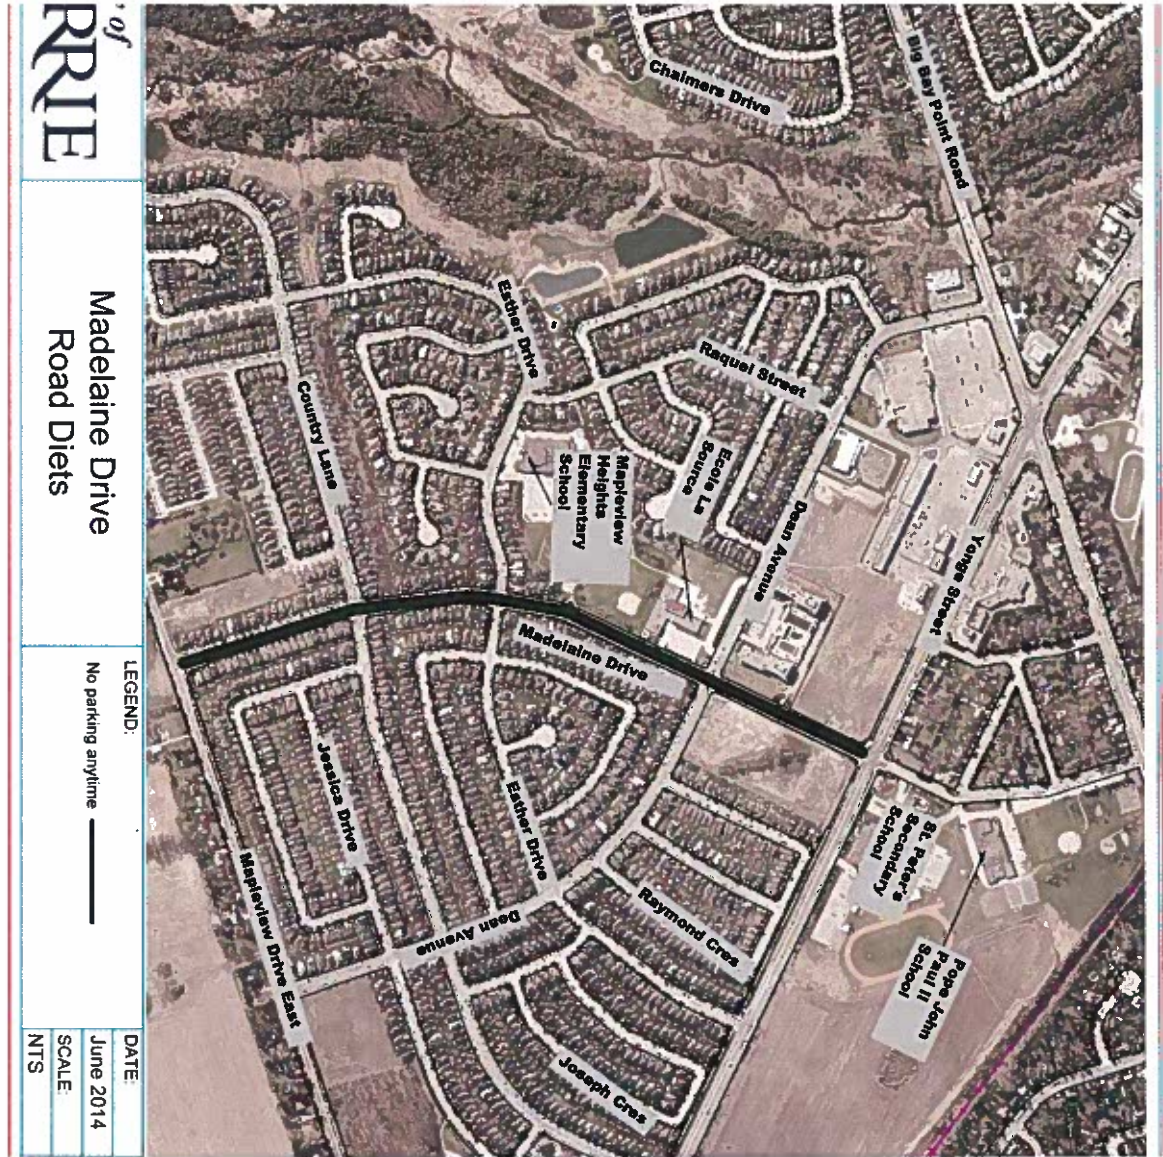 Chalmers Drive
Big Bay Point Road
Esther Drive
Raquel Street
Country Lane
Mapleview
Heights
Elementary
School
Ecole La
Source
Dean Avenue
Yonge Street
Madelaine Drive
Jessica Drive
Esther Drive
St. Peter's
Secondary
School
Mapleview Drive East
Dean Avenue
Raymond Cres
Pope John
Paul II
School
Joseph Cres
of
RRIE
Madelaine Drive
Road Diets
LEGEND:
No parking anytime
DATE:
June 2014
SCALE:
NTS